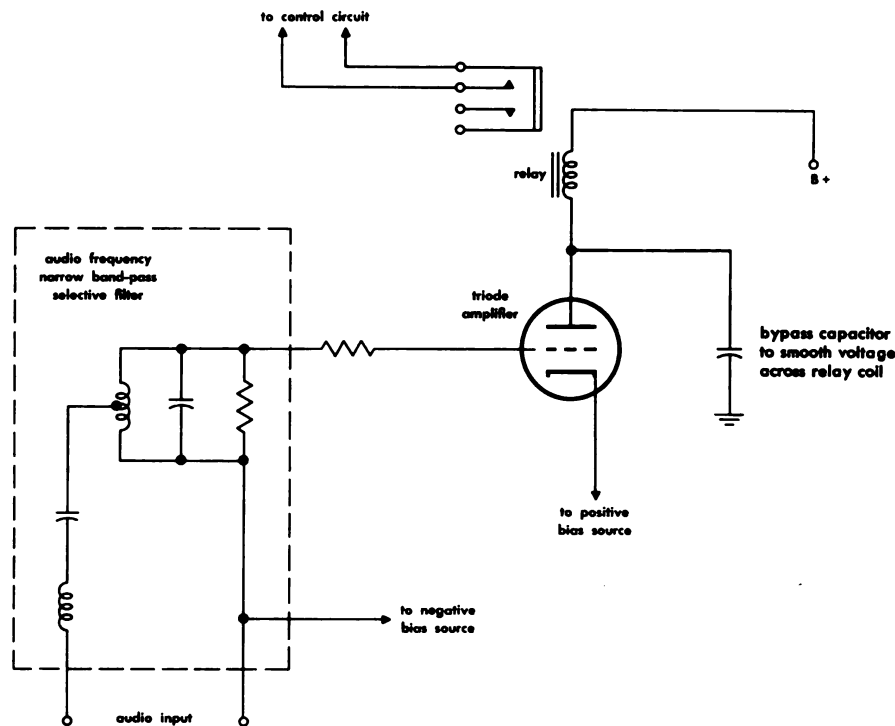 to control circuit
relay
B +
audio frequency
narrow band-pass
selective filter
triode
amplifier
bypass capacitor
to smooth voltage
across relay coil
to positive
bias source
to negative
bias source
audio input